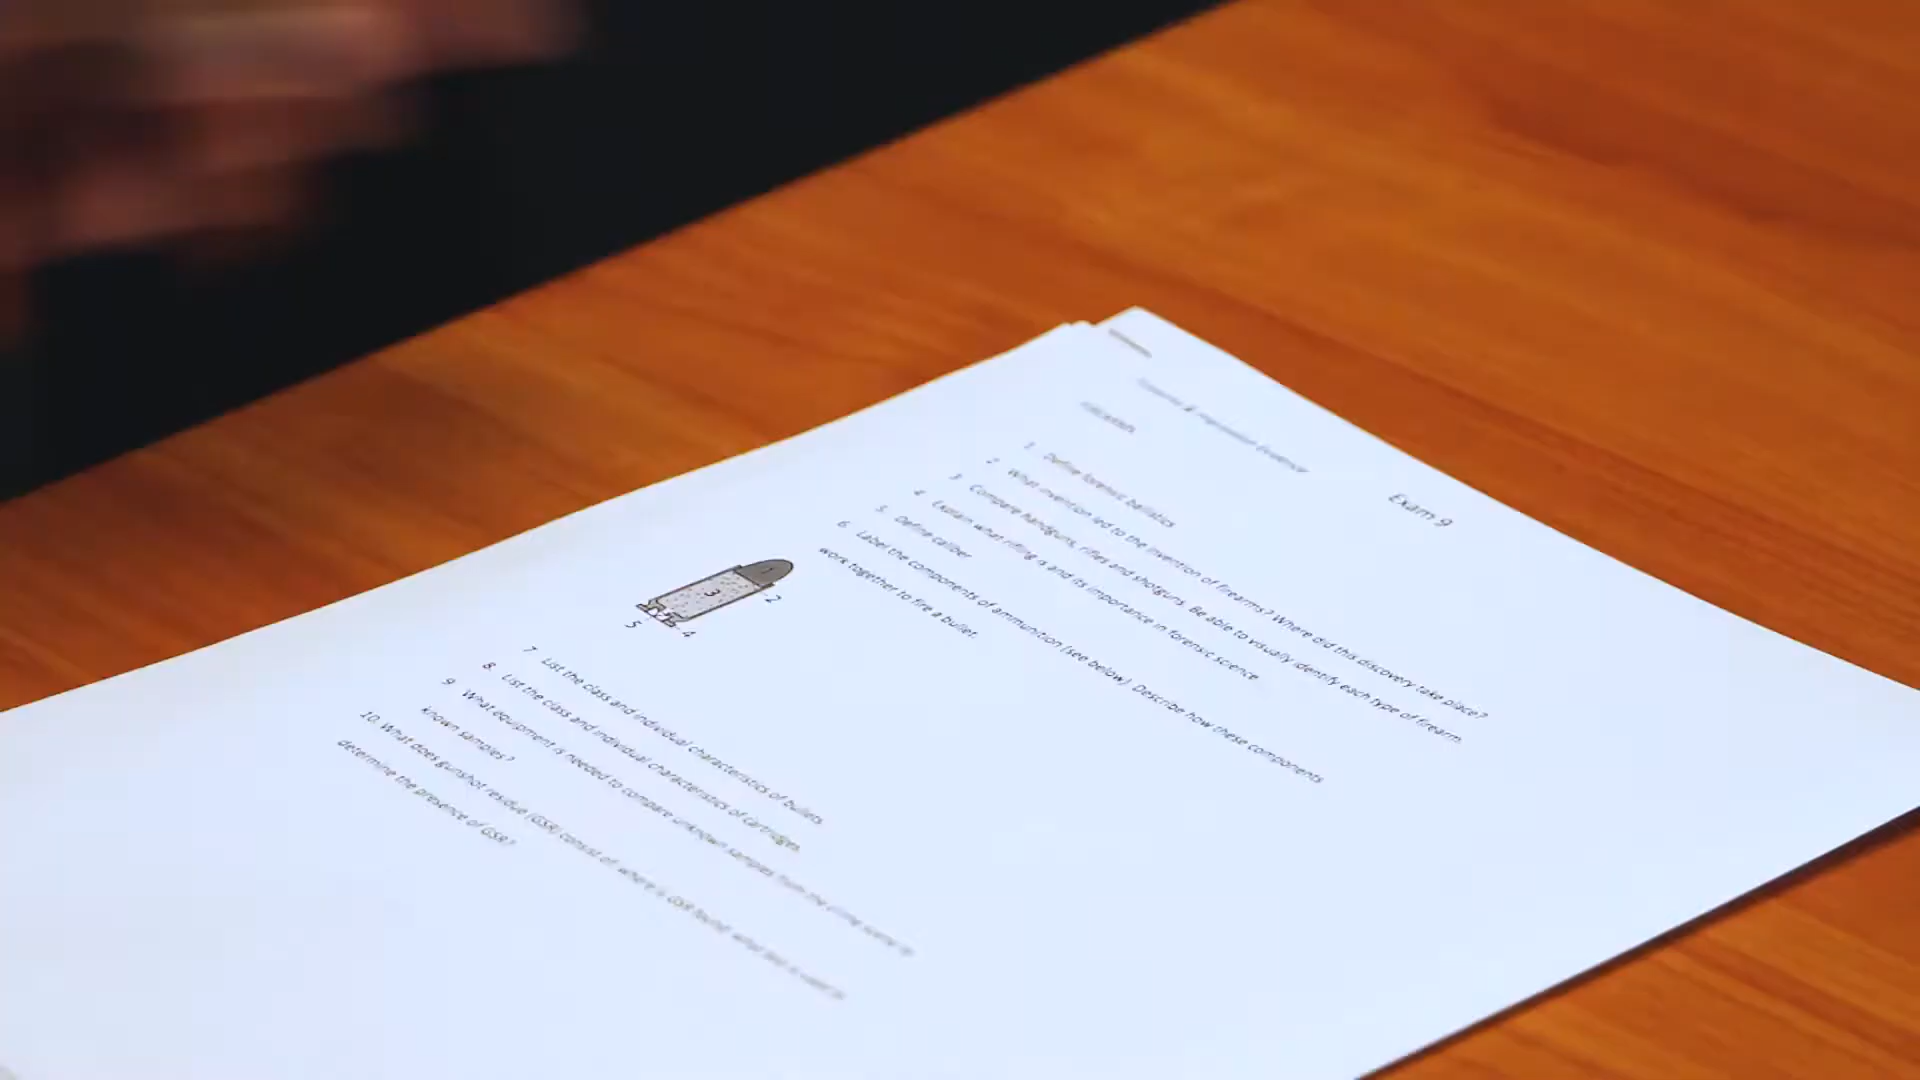 Exam 9
Firearms & Impression Evidence
FIREARMS
1. Define forensic ballistics
2. What invention led to the invention of firearms? Where did this discovery take place?
3. Compare handguns, rifles and shotguns. Be able to visually identify each type of firearm.
4. Explain what rifling is and its importance in forensic science
5. Define caliber
6. Label the components of ammunition (see below). Describe how these components
work together to fire a bullet.
1
2
3
4
5
7. List the class and individual characteristics of bullets
8. List the class and individual characteristics of cartridges
9. What equipment is needed to compare unknown samples from the crime scene to
known samples?
10. What does gunshot residue (GSR) consist of, where is GSR found, what test is used to
determine the presence of GSR?